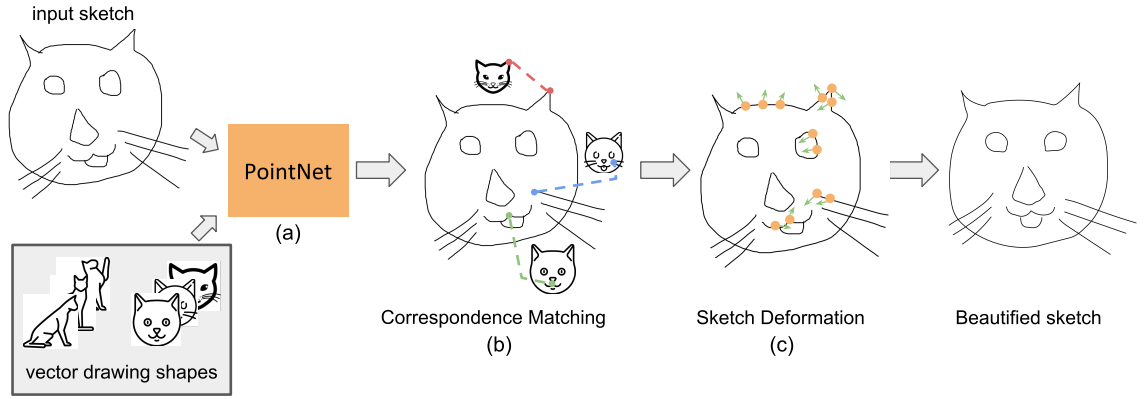 input sketch
PointNet
(a)
vector drawing shapes
Correspondence Matching
(b)
Sketch Deformation
(c)
Beautified sketch